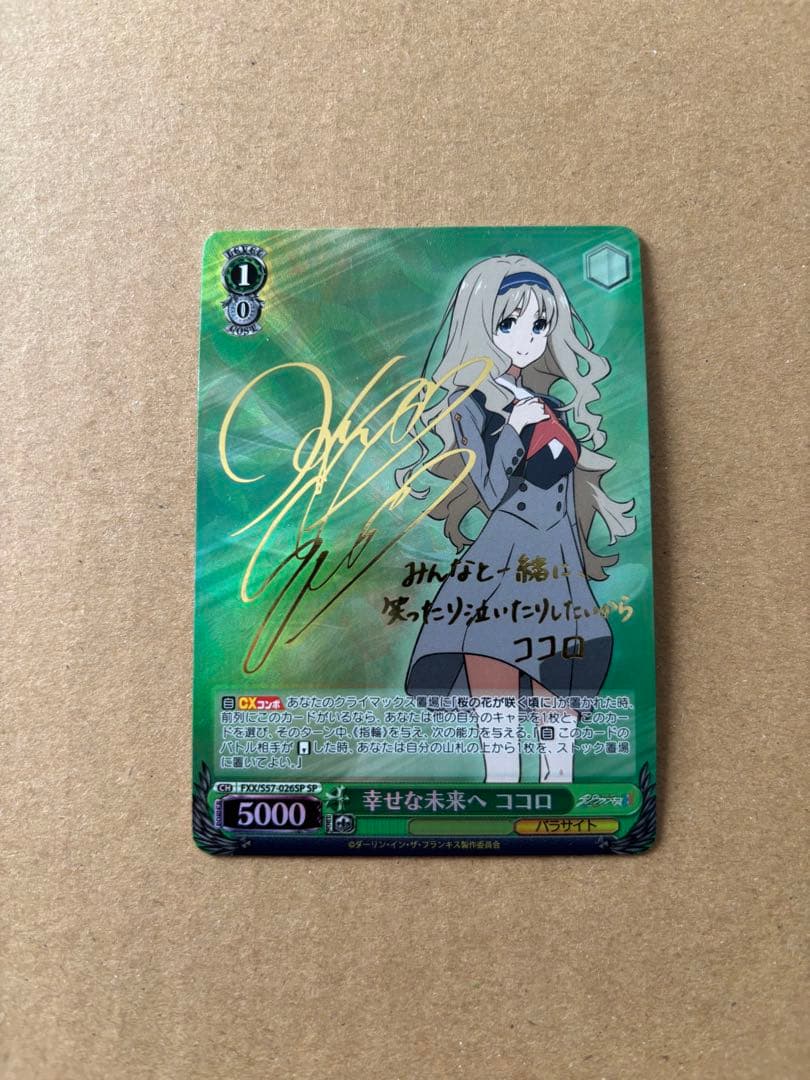 1
0
COST
みんなと一緒に
笑ったり泣いたりしたいから
ココロ
CXコンボ あなたのクライマックス置場に「桜の花が咲く頃に」が置かれた時、
前列にこのカードがいるなら、あなたは他の自分のキャラを1枚と、このカー
ドを選び、そのターン中、《指輪》を与え、次の能力を与える。『 このカードの
バトル相手が した時、あなたは自分の山札の上から1枚を、ストック置場
に置いてよい。』
CH FXX/S57-026SP SP
POWER 5000 幸せな未来へ ココロ
パラサイト
©ダーリン・イン・ザ・フランキス製作委員会